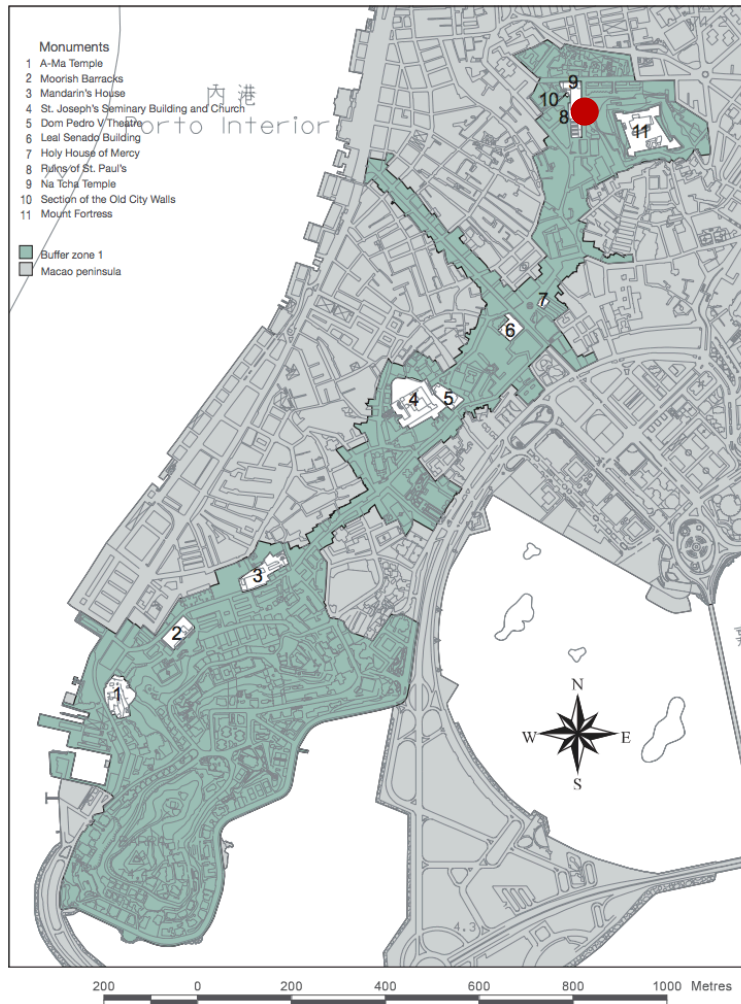 Monuments
1 A-Ma Temple
2 Moorish Barracks
3 Mandarin's House
4 St. Joseph's Seminary Building and Church
5 Dom Pedro V Theatre
6 Leal Senado Building
7 Holy House of Mercy
8 Ruins of St. Paul's
9 Na Tcha Temple
10 Section of the Old City Walls
11 Mount Fortress
Buffer zone 1
Macao peninsula
內港
Porto Interior
9
10
8
11
7
6
4
5
3
2
1
N
W E
S
4.3
200 0 200 400 600 800 1000 Metres